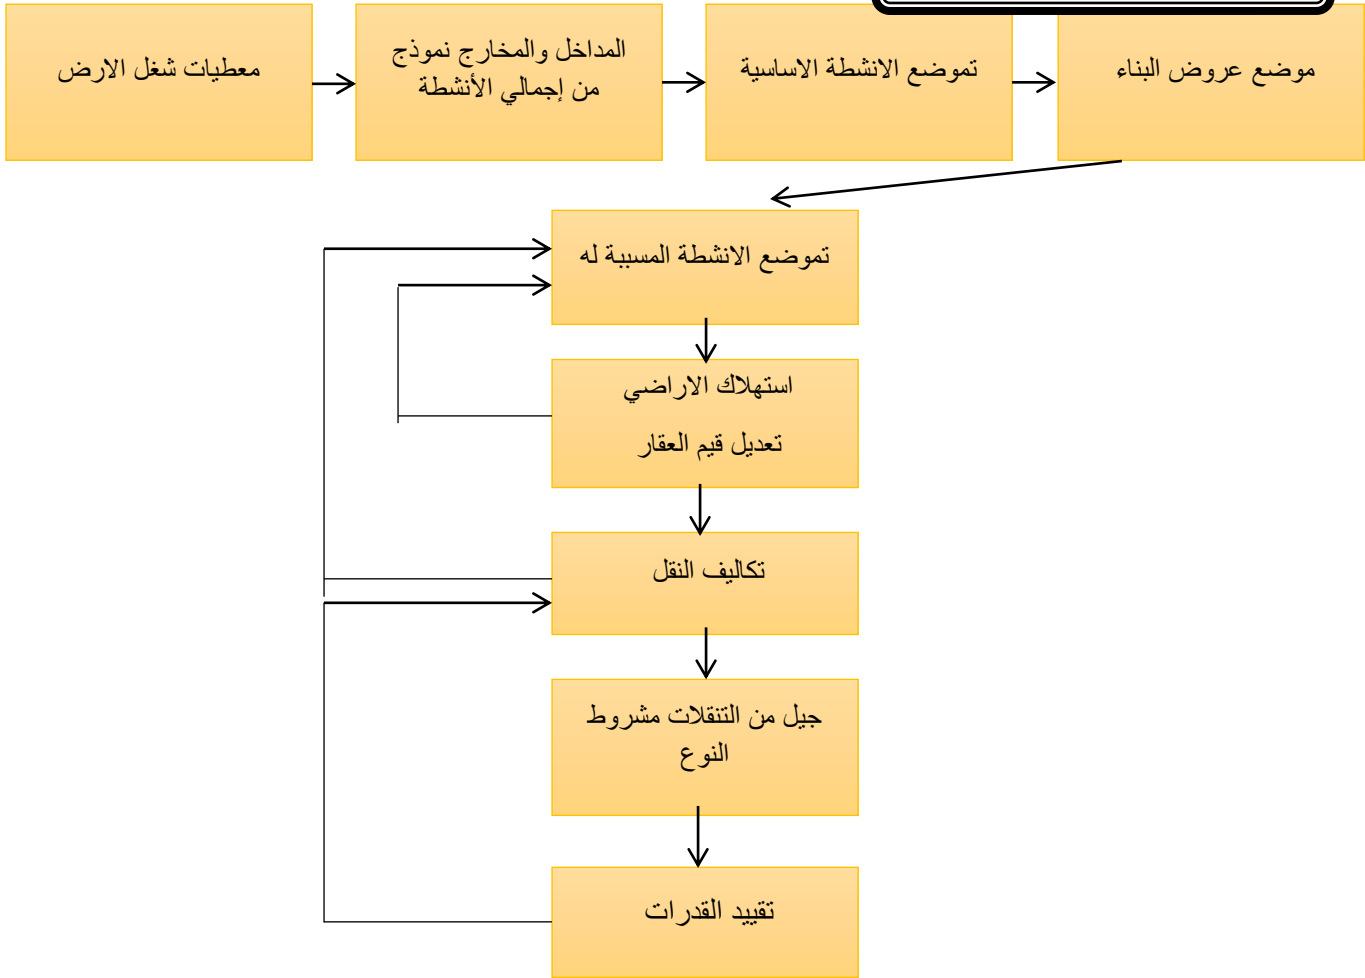 معطيات شغل الارض
المداخل والمخارج نموذج
من إجمالي الأنشطة
تموضع الانشطة الاساسية
موضع عروض البناء
تموضع الانشطة المسببة له
استهلاك الاراضي
تعديل قيم العقار
تكاليف النقل
جيل من التنقلات مشروط
النوع
تقييد القدرات